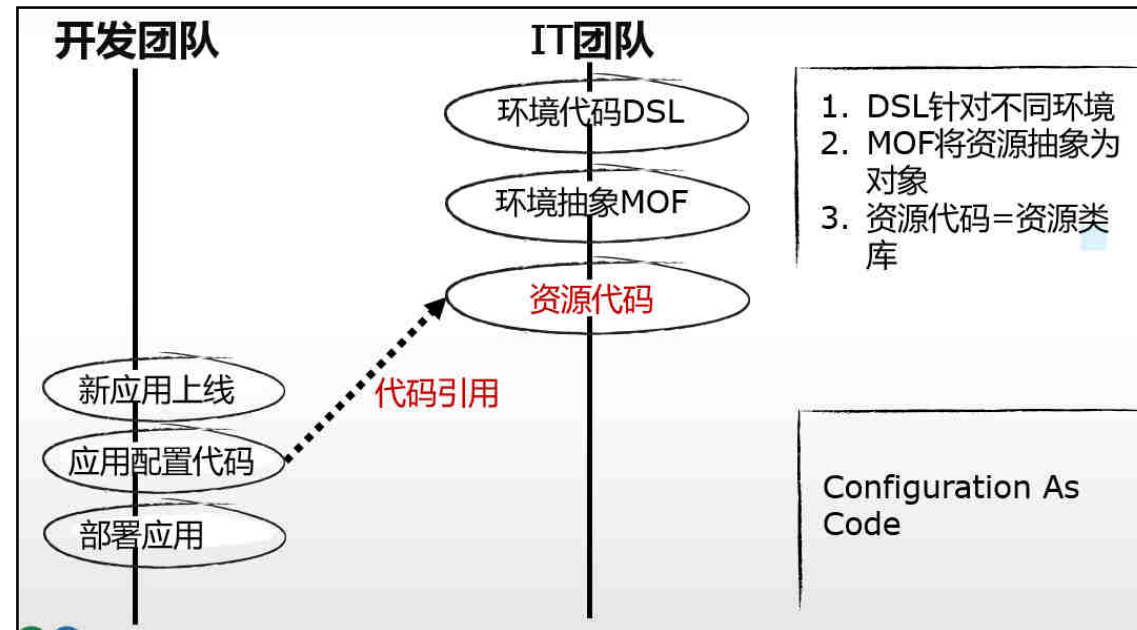 开发团队
IT团队
环境代码DSL
环境抽象MOF
资源代码
代码引用
新应用上线
应用配置代码
部署应用
1. DSL针对不同环境
2. MOF将资源抽象为
对象
3. 资源代码=资源类
库
Configuration As
Code